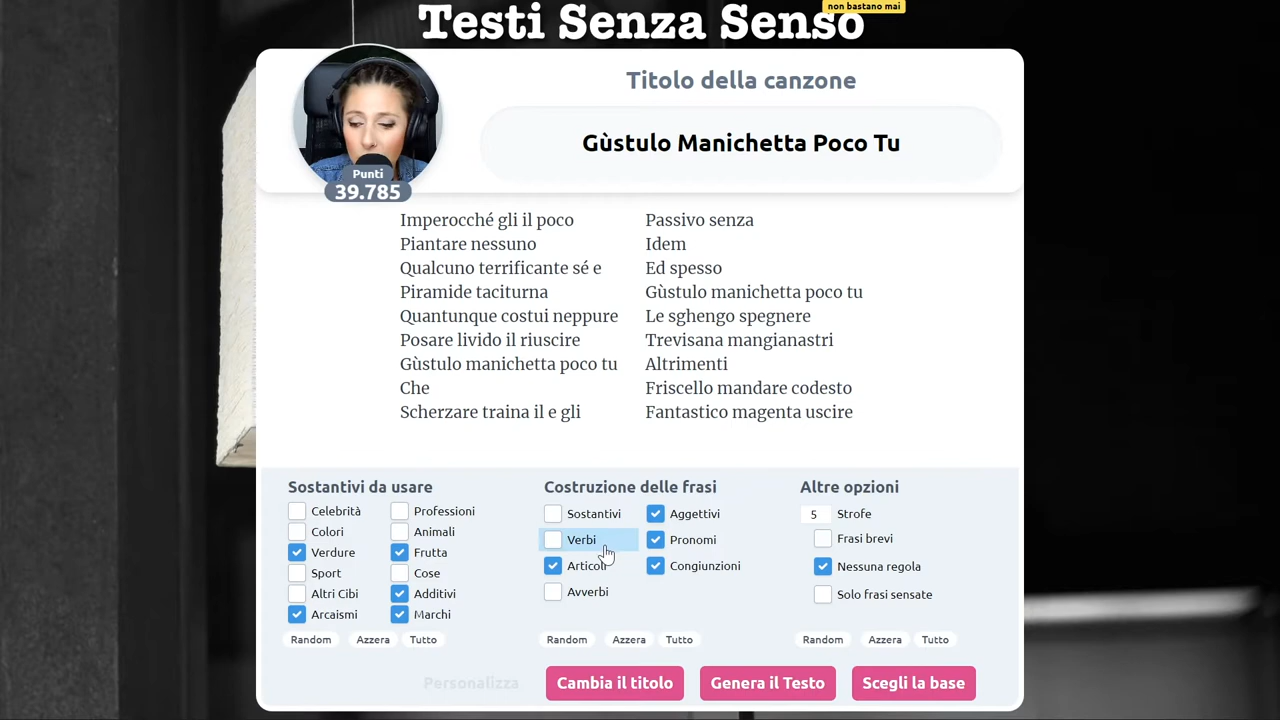 non bastano mai
Testi Senza Senso
Titolo della canzone
Gùstulo Manichetta Poco Tu
Punti
39.785
Imperocché gli il poco
Piantare nessuno
Qualcuno terrificante sé e
Piramide taciturna
Quantunque costui neppure
Posare livido il riuscire
Gùstulo manichetta poco tu
Che
Scherzare traina il e gli
Passivo senza
Idem
Ed spesso
Gùstulo manichetta poco tu
Le sghengo spegnere
Trevisana mangianastri
Altrimenti
Friscello mandare codesto
Fantastico magenta uscire
Sostantivi da usare
Celebrità
Professioni
Colori
Animali
Verdure
Frutta
Sport
Cose
Altri Cibi
Additivi
Arcaismi
Marchi
Random
Azzera
Tutto
Costruzione delle frasi
Sostantivi
Aggettivi
Verbi
Pronomi
Articoli
Congiunzioni
Avverbi
Random
Azzera
Tutto
Altre opzioni
5 Strofe
Frasi brevi
Nessuna regola
Solo frasi sensate
Random
Azzera
Tutto
Personalizza
Cambia il titolo
Genera il Testo
Scegli la base